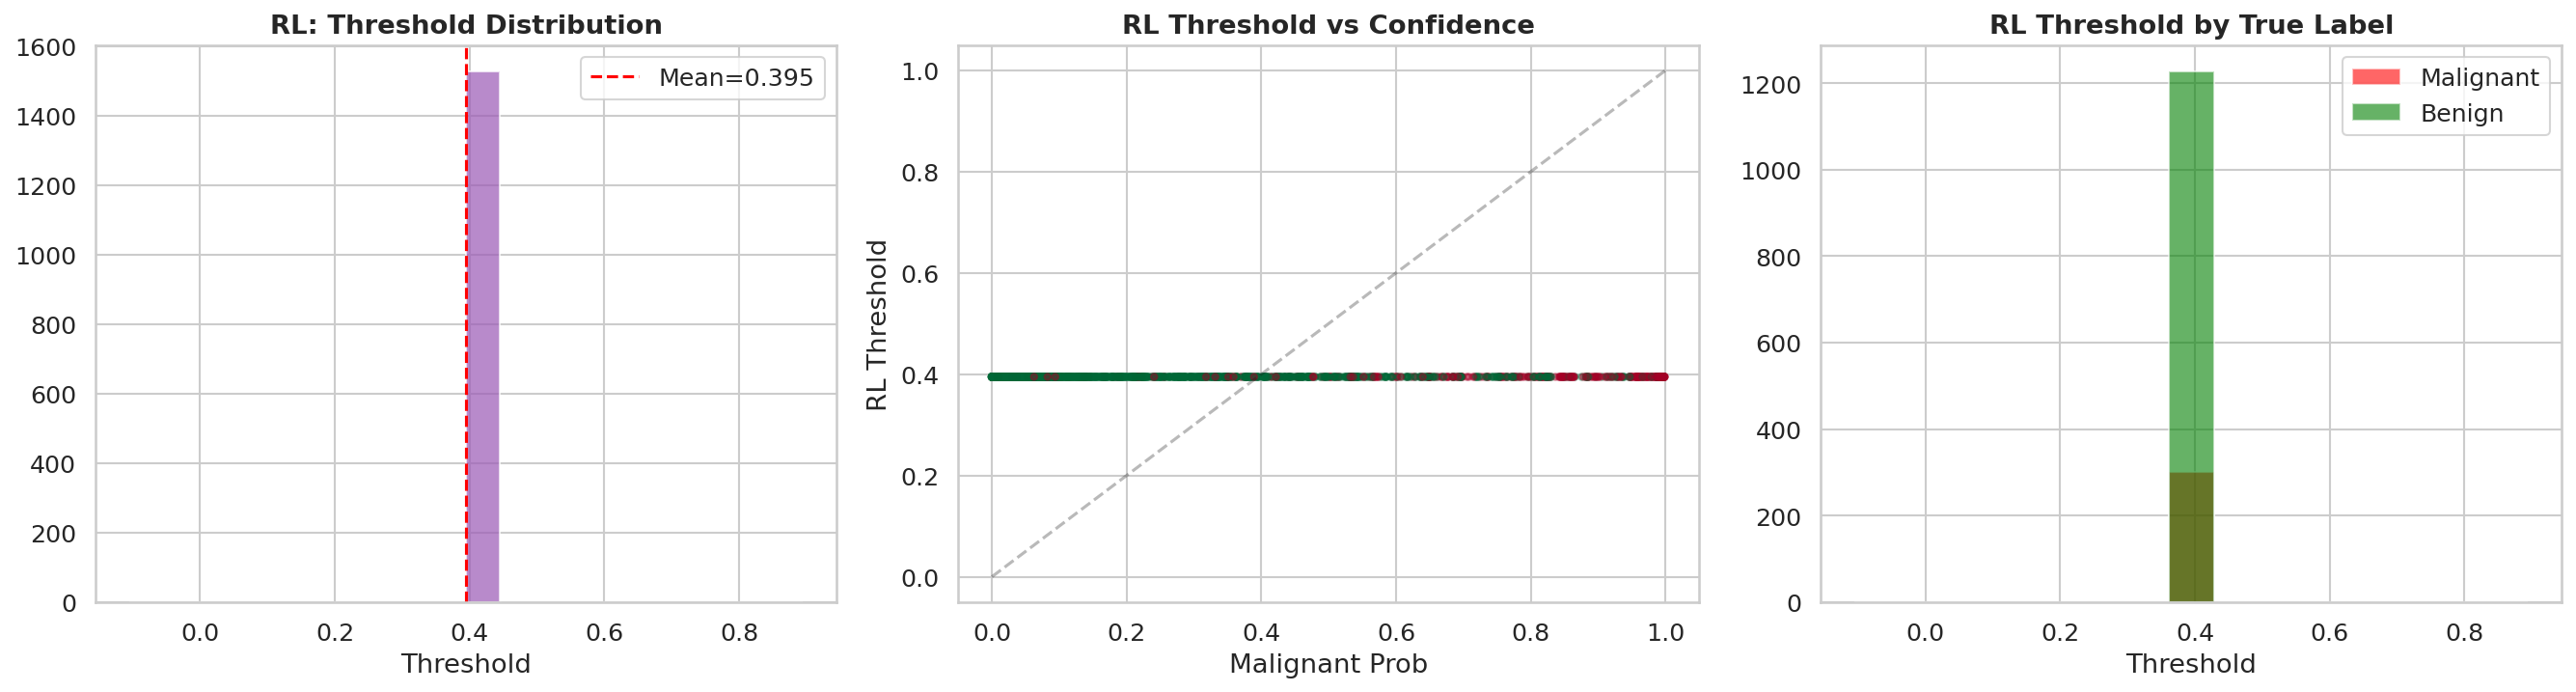 RL: Threshold Distribution
1600
1400
1200
1000
800
600
400
200
0
0.0 0.2 0.4 0.6 0.8
Threshold
Mean=0.395
RL Threshold vs Confidence
RL Threshold
1.0
0.8
0.6
0.4
0.2
0.0
0.0 0.2 0.4 0.6 0.8 1.0
Malignant Prob
RL Threshold by True Label
1200
1000
800
600
400
200
0
0.0 0.2 0.4 0.6 0.8
Threshold
Malignant
Benign